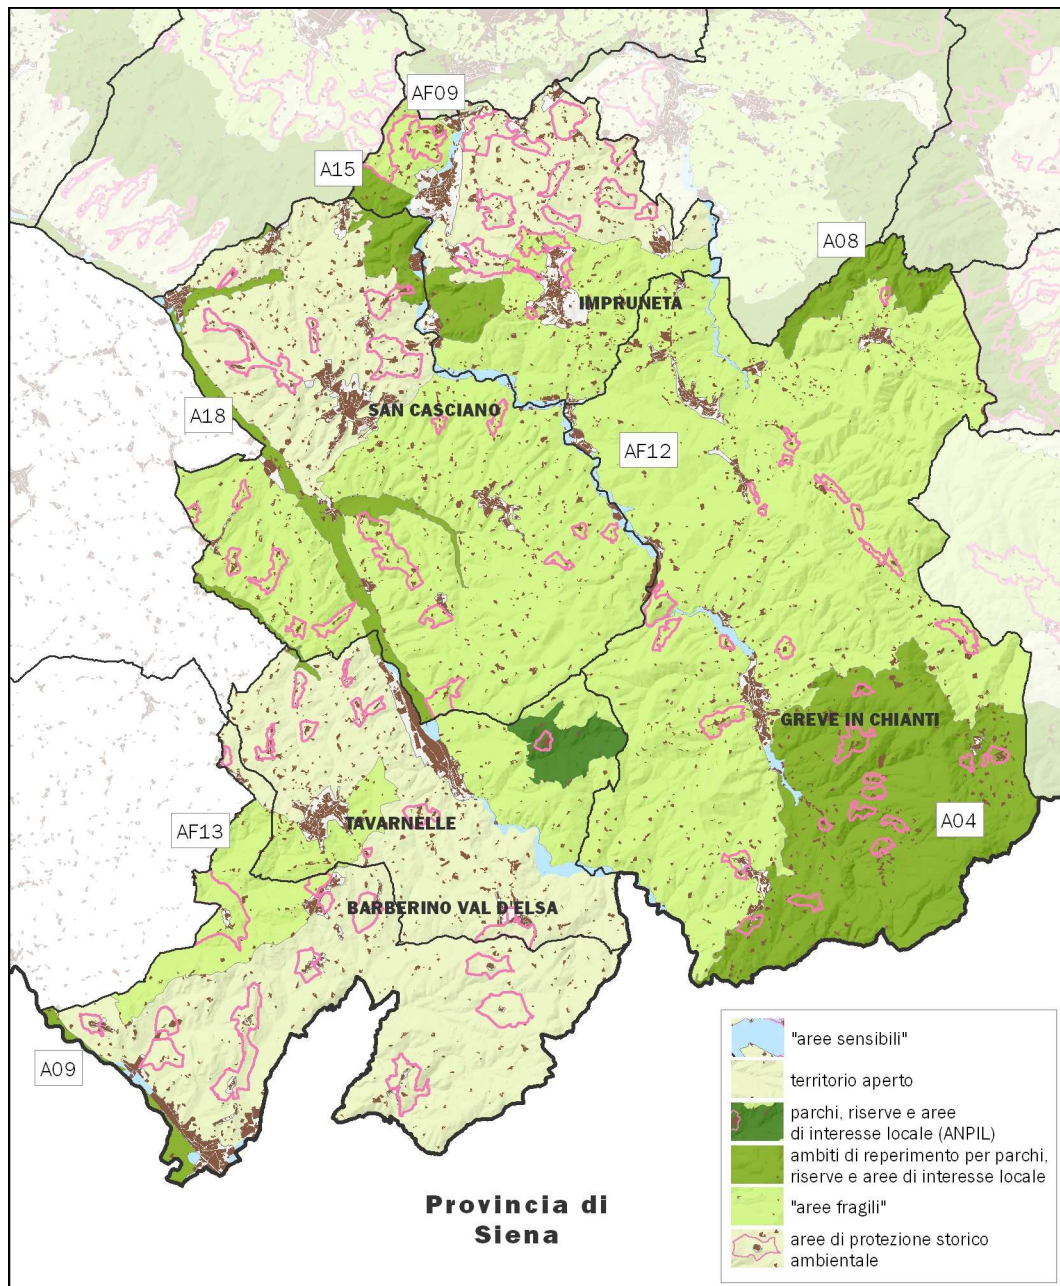 AF09
A15
A08
IMPRUNETA
A18
SAN CASCIANO
AF12
GREVE IN CHIANTI
AF13
TAVARNELLE
A04
BARBERINO VAL D'ELSA
A09
Provincia di
Siena
"aree sensibili"
territorio aperto
parchi, riserve e aree
di interesse locale (ANPIL)
ambiti di reperimento per parchi,
riserve e aree di interesse locale
"aree fragili"
aree di protezione storico
ambientale